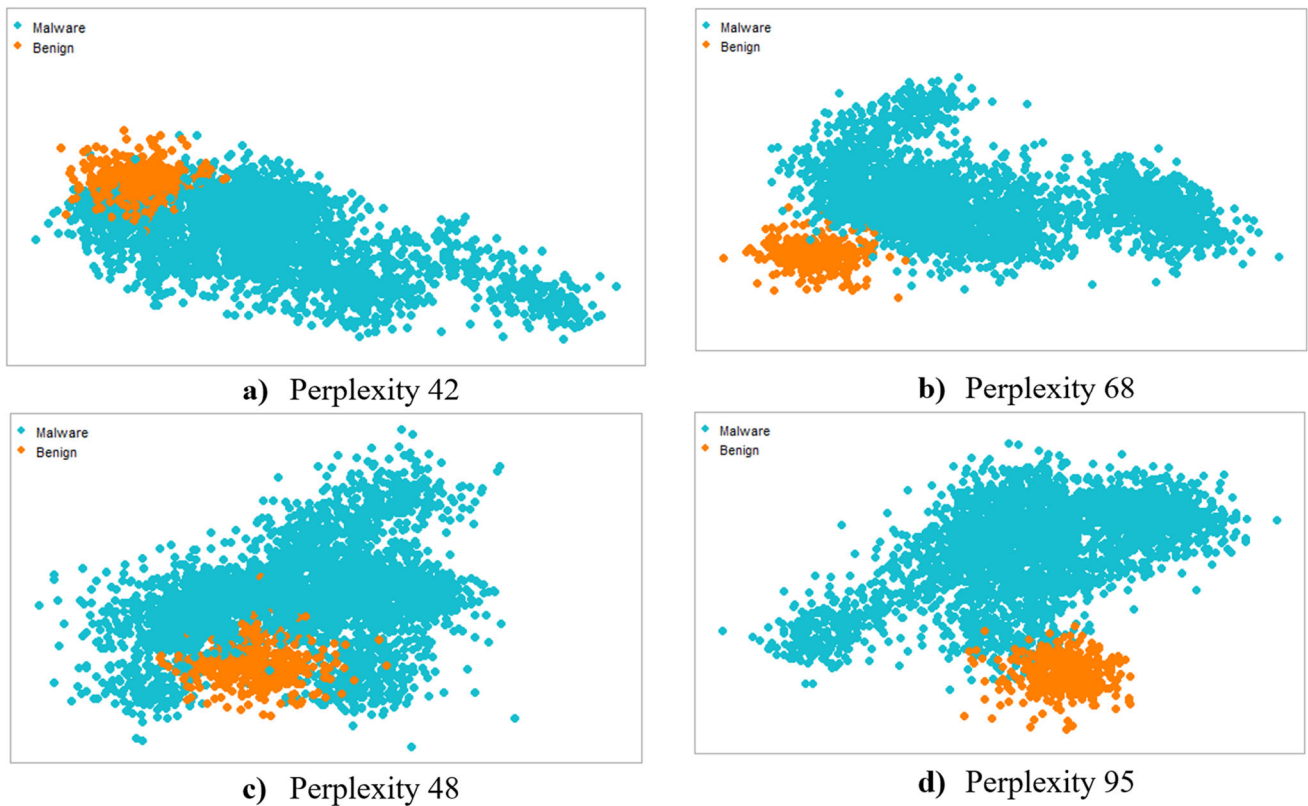 Malware
Benign
a) Perplexity 42
Malware
Benign
b) Perplexity 68
Malware
Benign
c) Perplexity 48
Malware
Benign
d) Perplexity 95